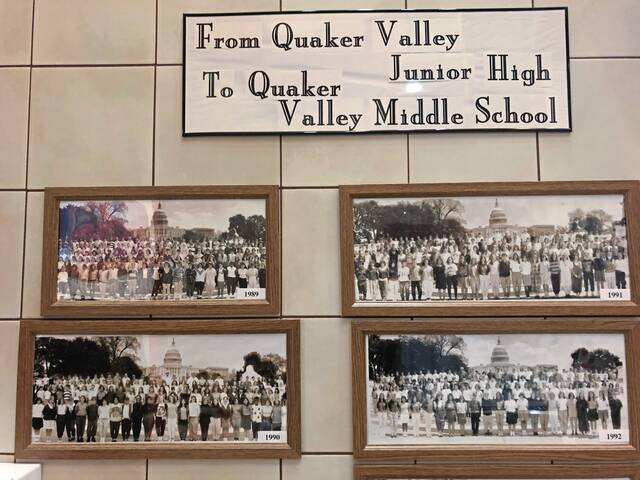 From Quaker Valley
Junior High
To Quaker
Valley Middle School
1989
1991
1990
1992